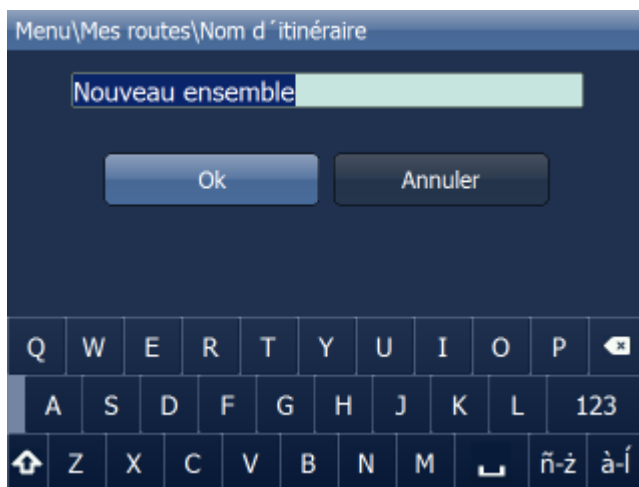 Menu\Mes routes\Nom d´itinéraire
Nouveau ensemble
Ok Annuler
Q W E R T Y U I O P
A S D F G H J K L 123
Z X C V B N M ñ-ż à-Í